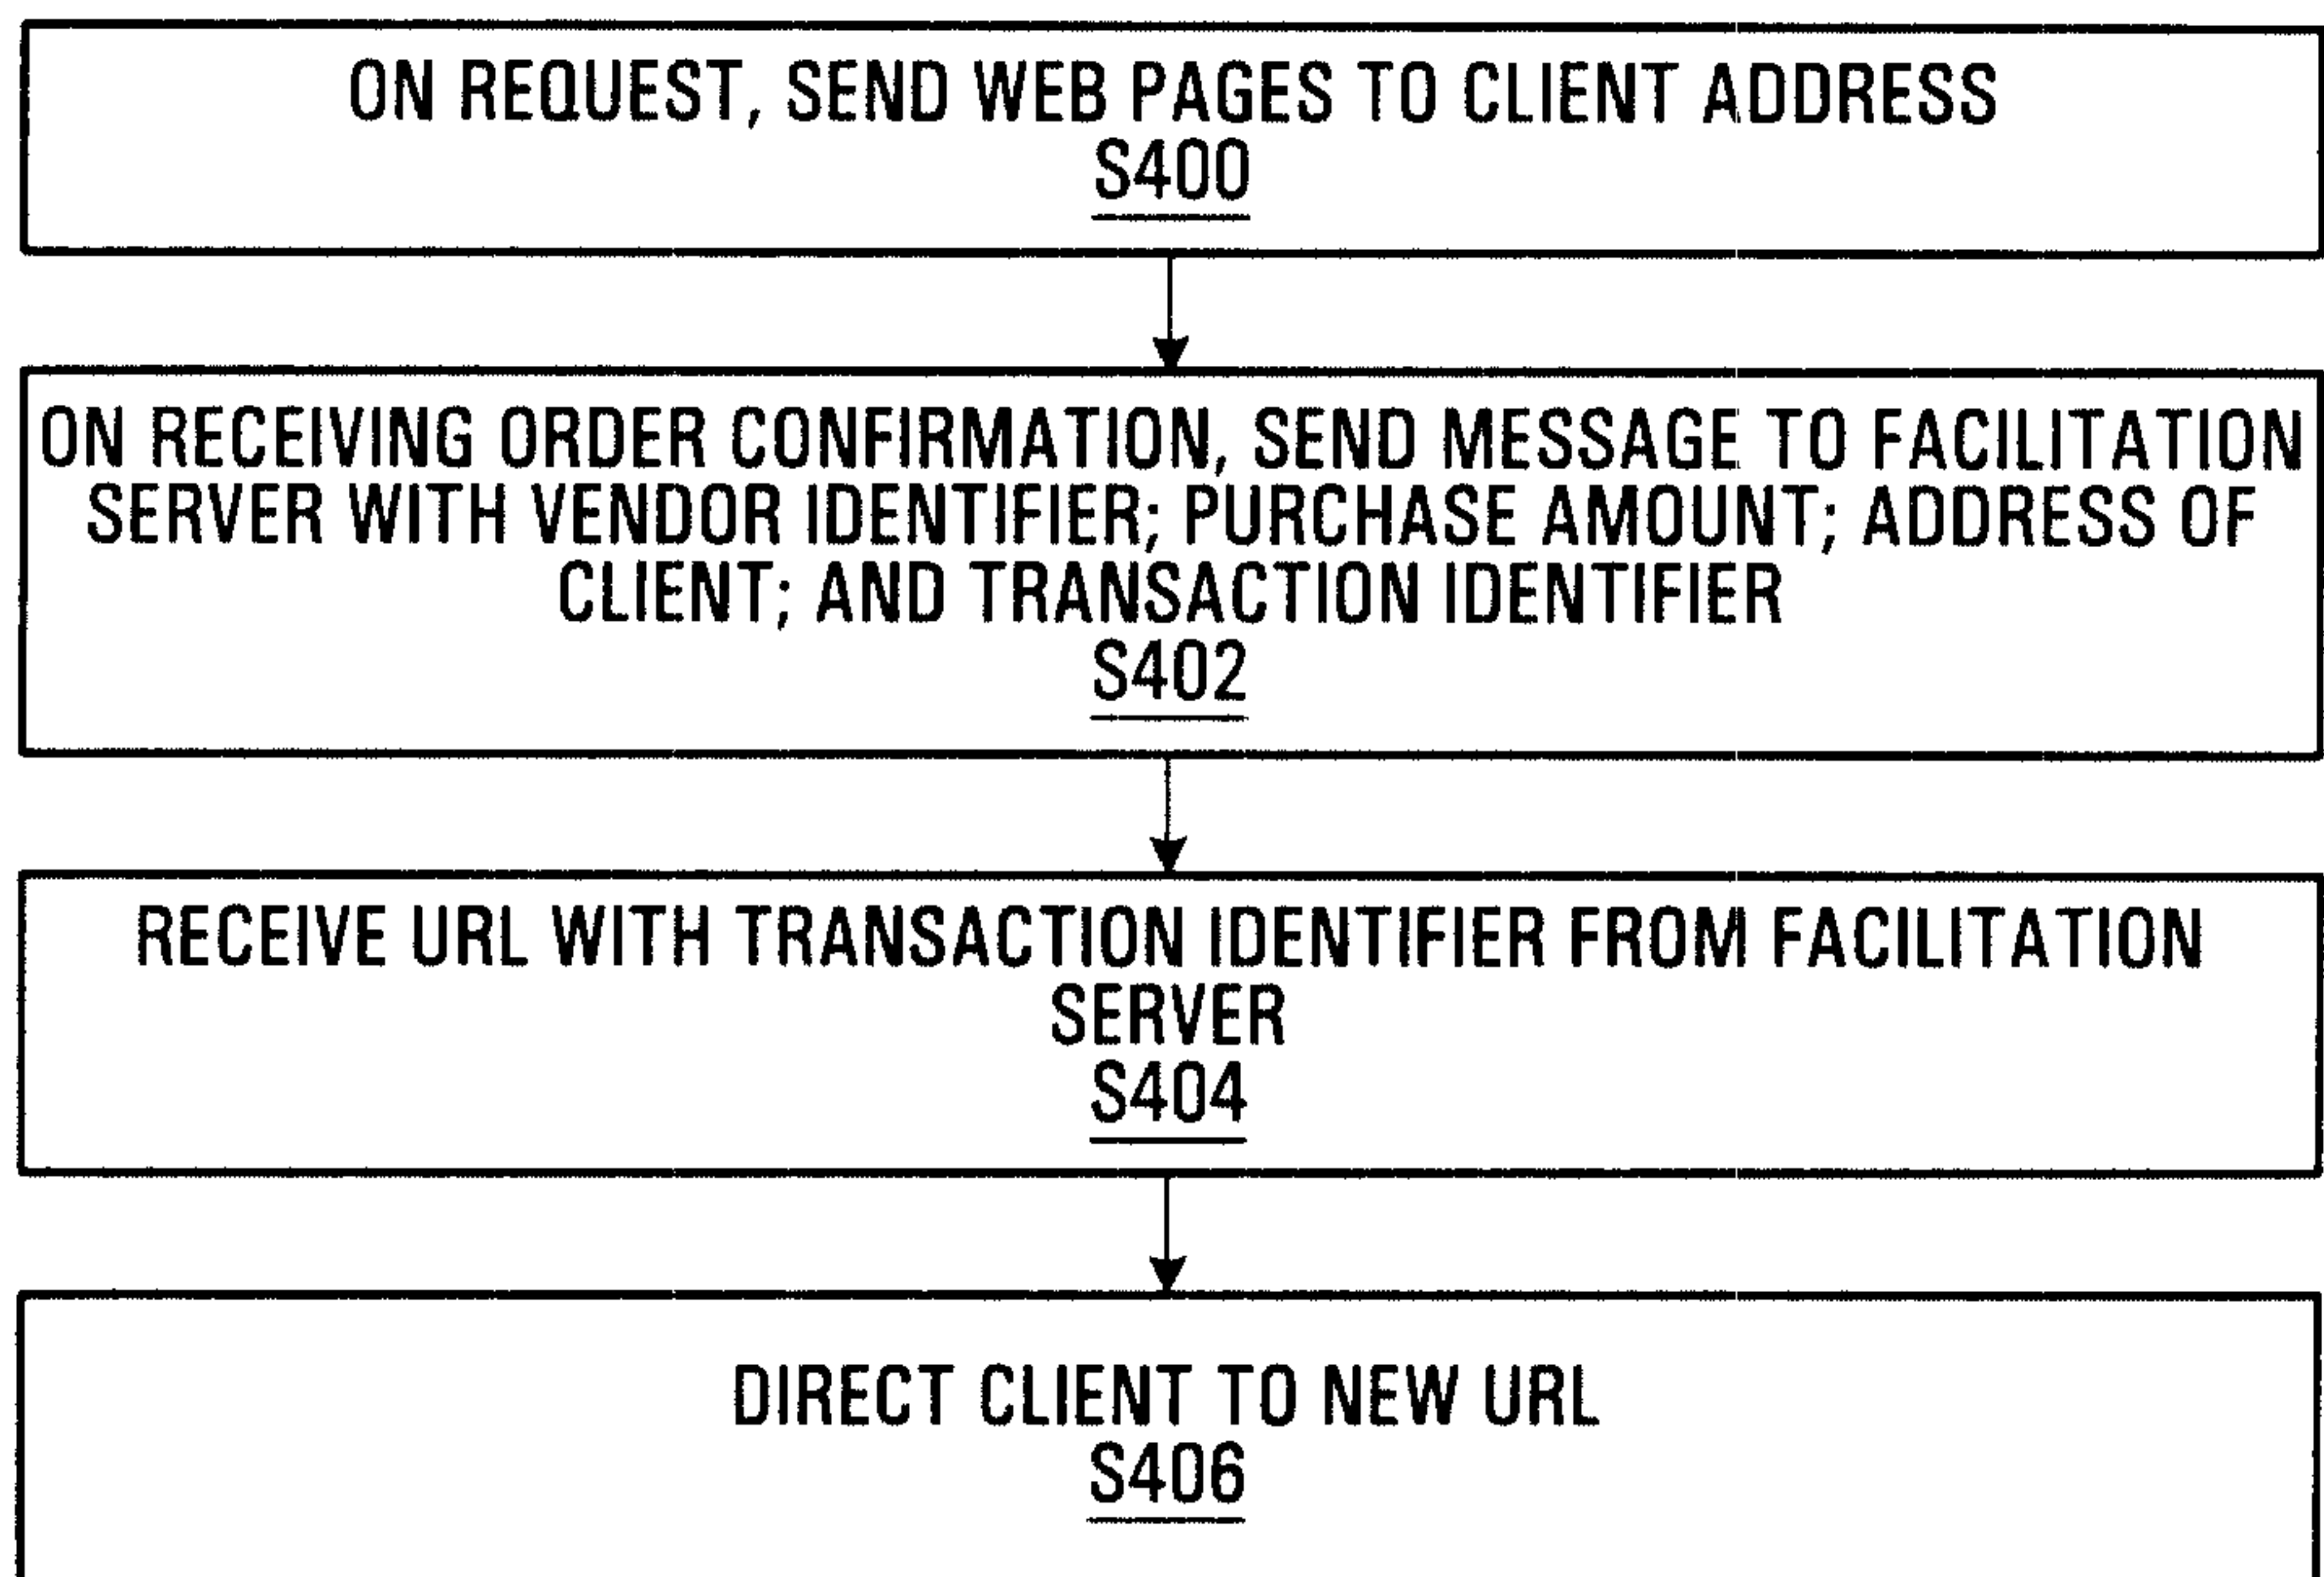 ON REQUEST, SEND WEB PAGES TO CLIENT ADDRESS
S400
ON RECEIVING ORDER CONFIRMATION, SEND MESSAGE TO FACILITATION
SERVER WITH VENDOR IDENTIFIER; PURCHASE AMOUNT; ADDRESS OF
CLIENT; AND TRANSACTION IDENTIFIER
S402
RECEIVE URL WITH TRANSACTION IDENTIFIER FROM FACILITATION
SERVER
S404
DIRECT CLIENT TO NEW URL
S406